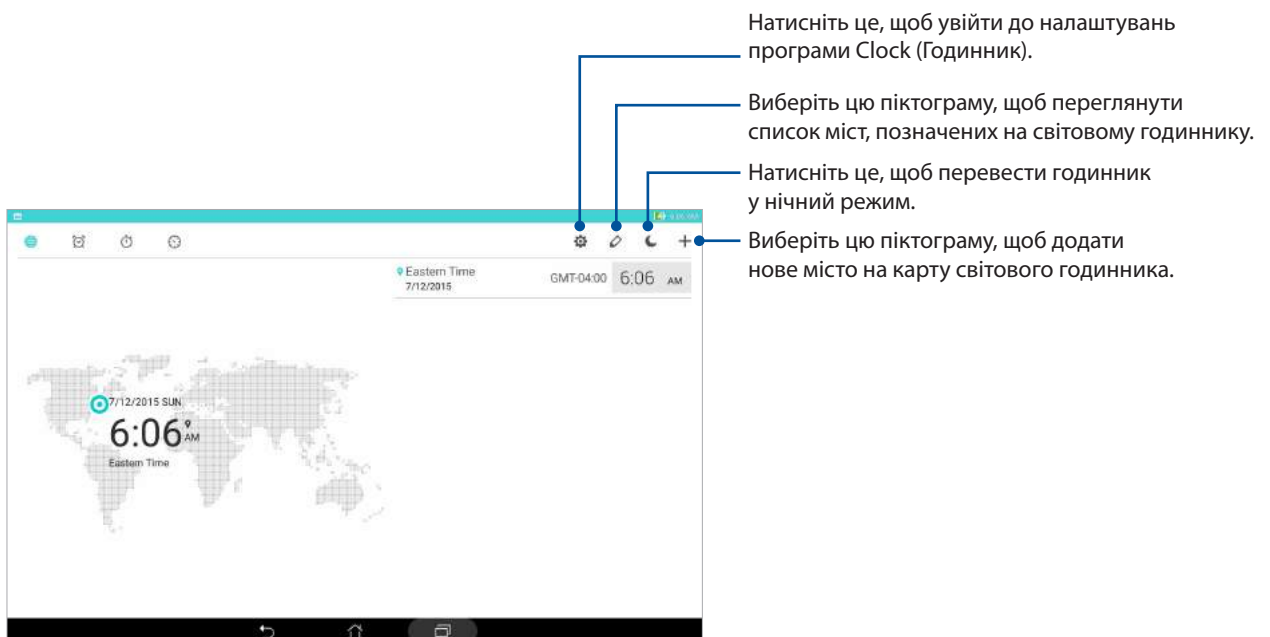 Натисніть це, щоб увійти до налаштувань
програми Clock (Годинник).
Виберіть цю піктограму, щоб переглянути
список міст, позначених на світовому годиннику.
Натисніть це, щоб перевести годинник
у нічний режим.
Виберіть цю піктограму, щоб додати
нове місто на карту світового годинника.
6:06 AM
Eastern Time
7/12/2015
GMT-04:00
6:06 AM
7/12/2015 SUN
6:06 AM
Eastern Time